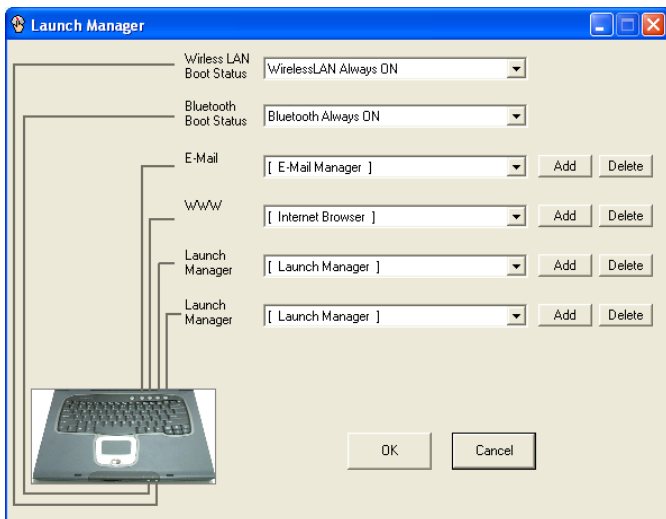 Launch Manager
Wirless LAN
Boot Status
WirelessLAN Always ON
Bluetooth
Boot Status
Bluetooth Always ON
E-Mail
[ E-Mail Manager ]
Add
Delete
WWW
[ Internet Browser ]
Add
Delete
Launch
Manager
[ Launch Manager ]
Add
Delete
Launch
Manager
[ Launch Manager ]
Add
Delete
OK
Cancel